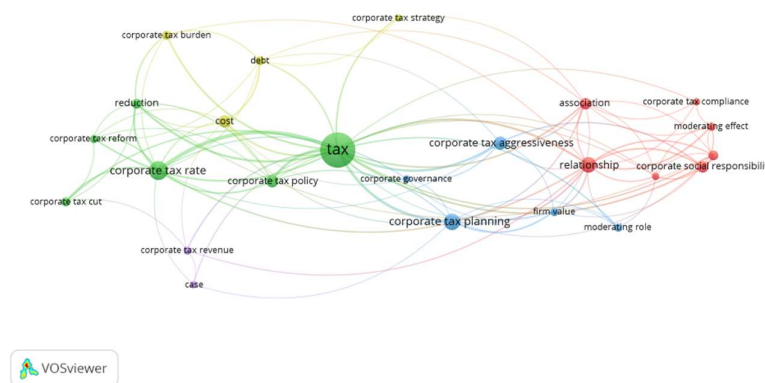 corporate tax strategy
corporate tax burden
debt
reduction
association
corporate tax compliance
cost
moderating effect
corporate tax reform
tax
corporate tax aggressiveness
relationship
corporate social responsibili
corporate tax rate
corporate tax policy
corporate governance
corporate tax cut
firm value
corporate tax planning
moderating role
corporate tax revenue
case
VOSviewer